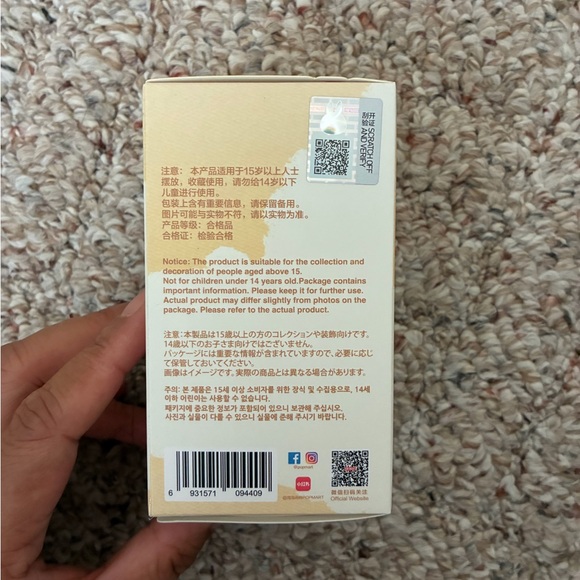 刮涂层 SCRATCH OFF
AND VERIFY
注意: 本产品适用于15岁以上人士
摆放，收藏使用，请勿给14岁以下
儿童进行使用。
包装上含有重要信息，请保留备用。
图片可能与实物不符，请以实物为准。
产品等级：合格品
合格证：检验合格
Notice: The product is suitable for the collection and
decoration of people aged above 15.
Not for children under 14 years old.Package contains
important information. Please keep it for further use.
Actual product may differ slightly from photos on the
package. Please refer to the actual product.
注意:本製品は15歳以上の方のコレクションや装飾向けです。
14歳以下のお子さま向けではございません。
パッケージには重要な情報が含まれていますので、必要に応じ
て保管しておいてください。
画像はイメージです。実際の商品とは異なる場合があります。
주의: 본 제품은 15세 이상 소비자를 위한 장식 및 수집용으로, 14세
이하 어린이는 사용할 수 없습니다.
패키지에 중요한 정보가 포함되어 있으니 보관해 주십시오.
사진과 실물이 다를 수 있으니 실물에 준해 주시기 바랍니다.
6 931571 094409
@popmart
小红书
Official Website